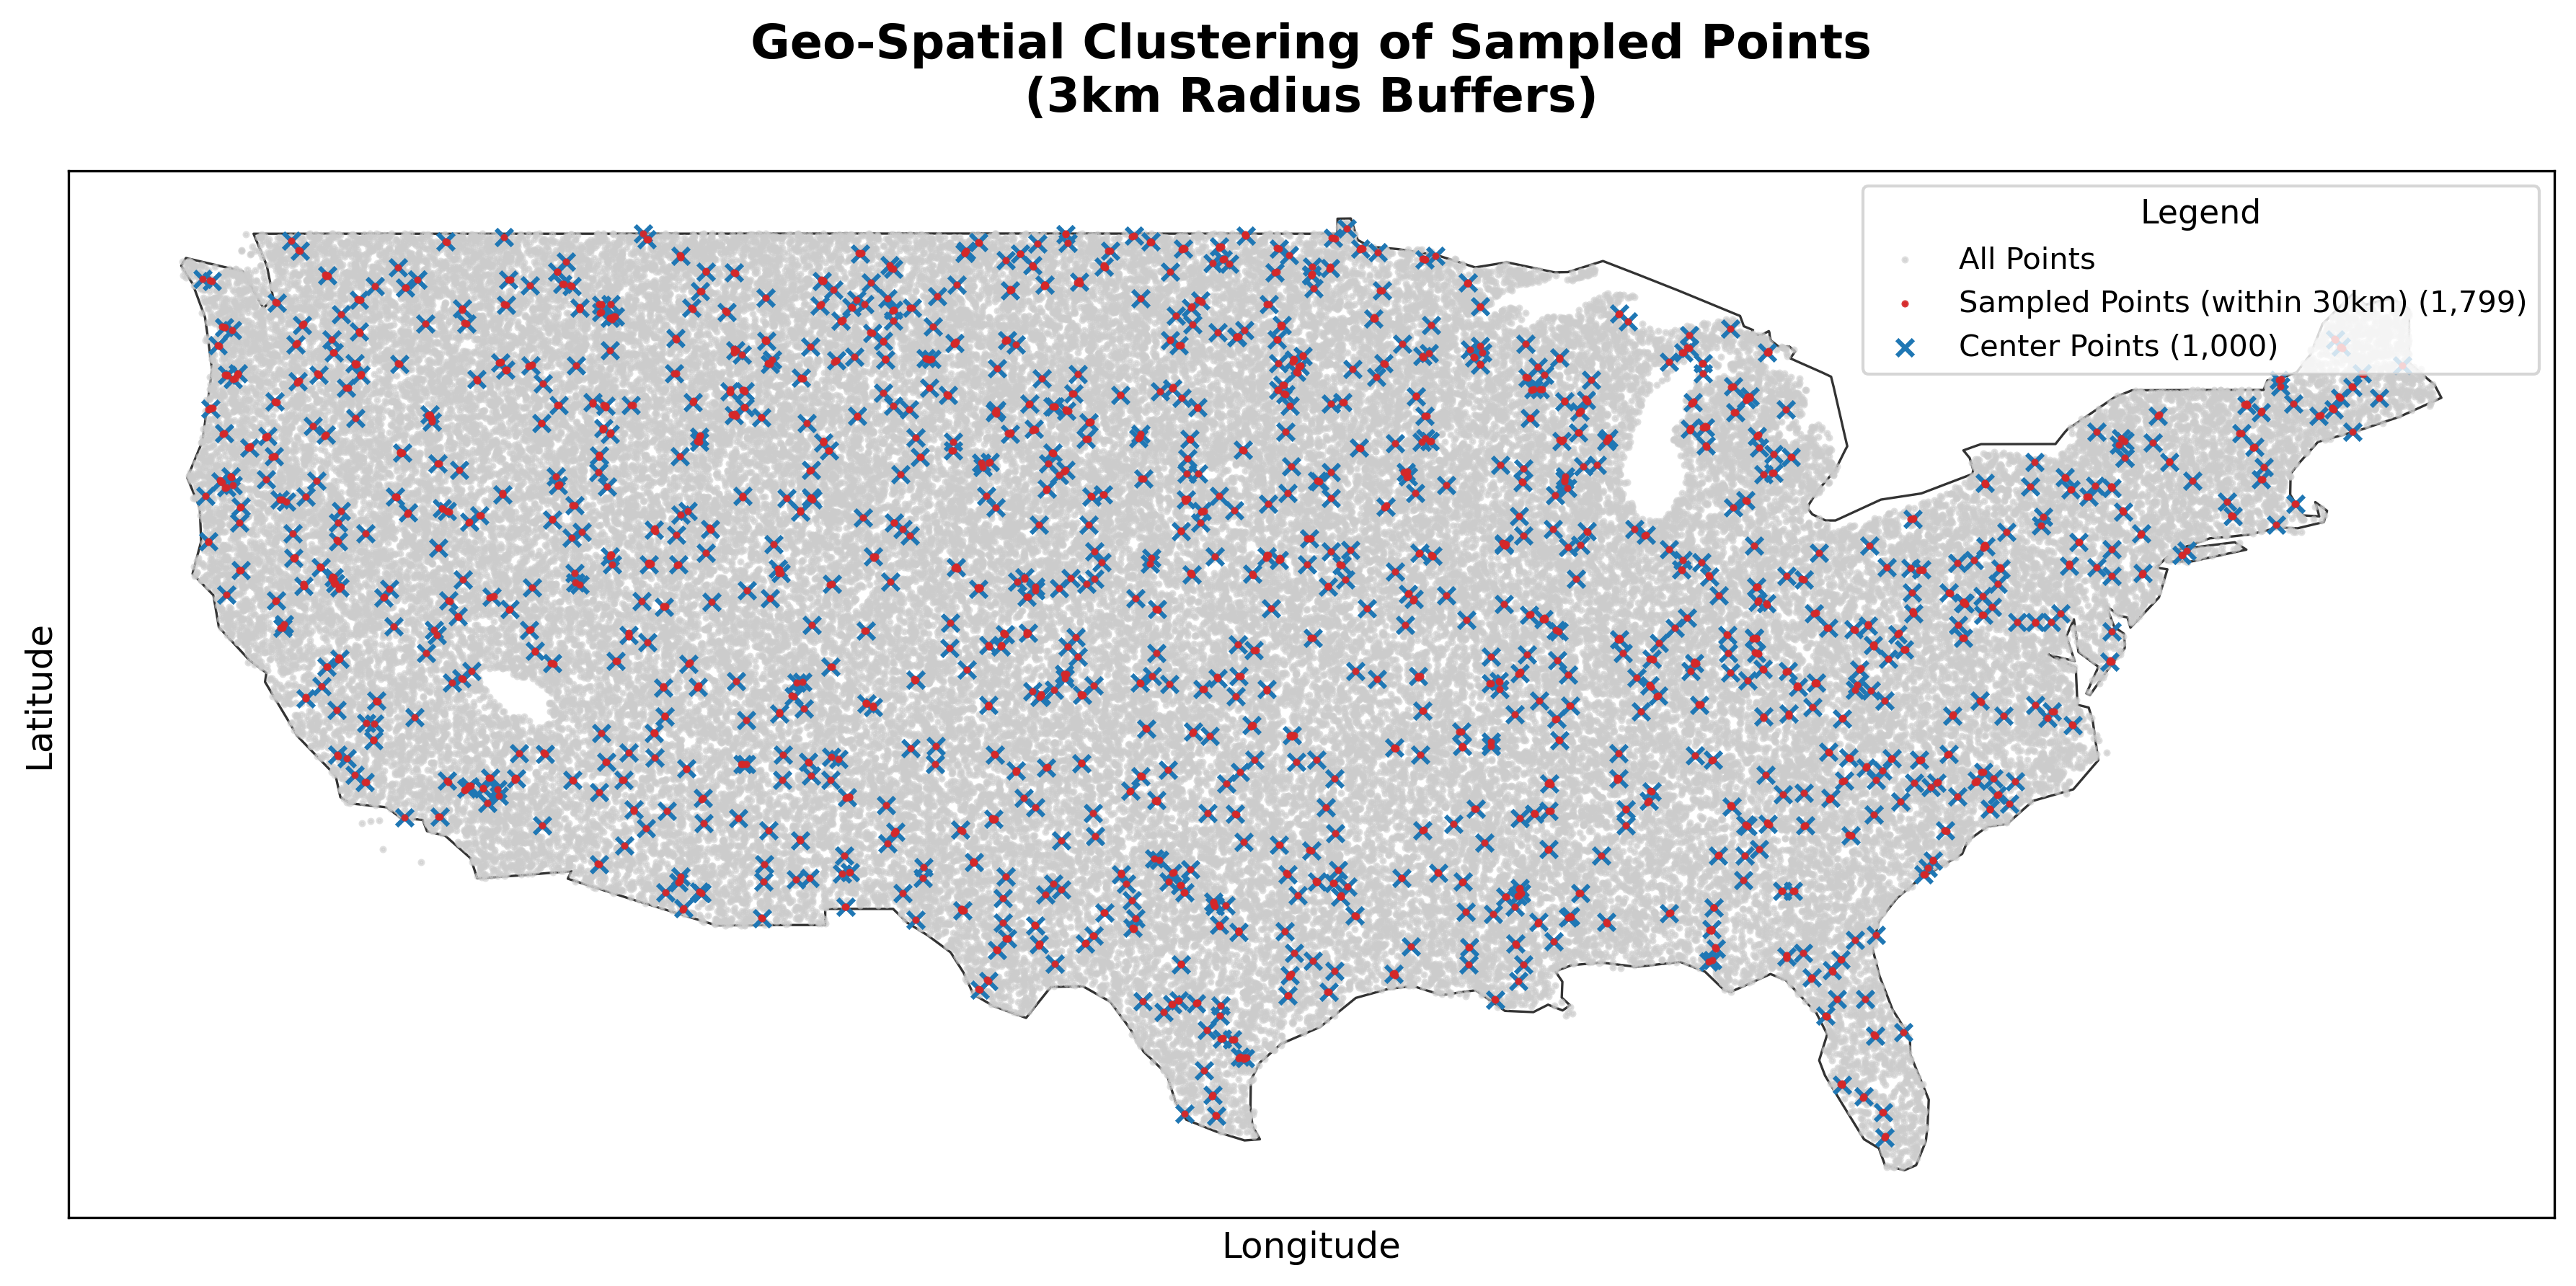 Geo-Spatial Clustering of Sampled Points
(3km Radius Buffers)
Legend
All Points
Sampled Points (within 30km) (1,799)
Center Points (1,000)
Latitude
Longitude